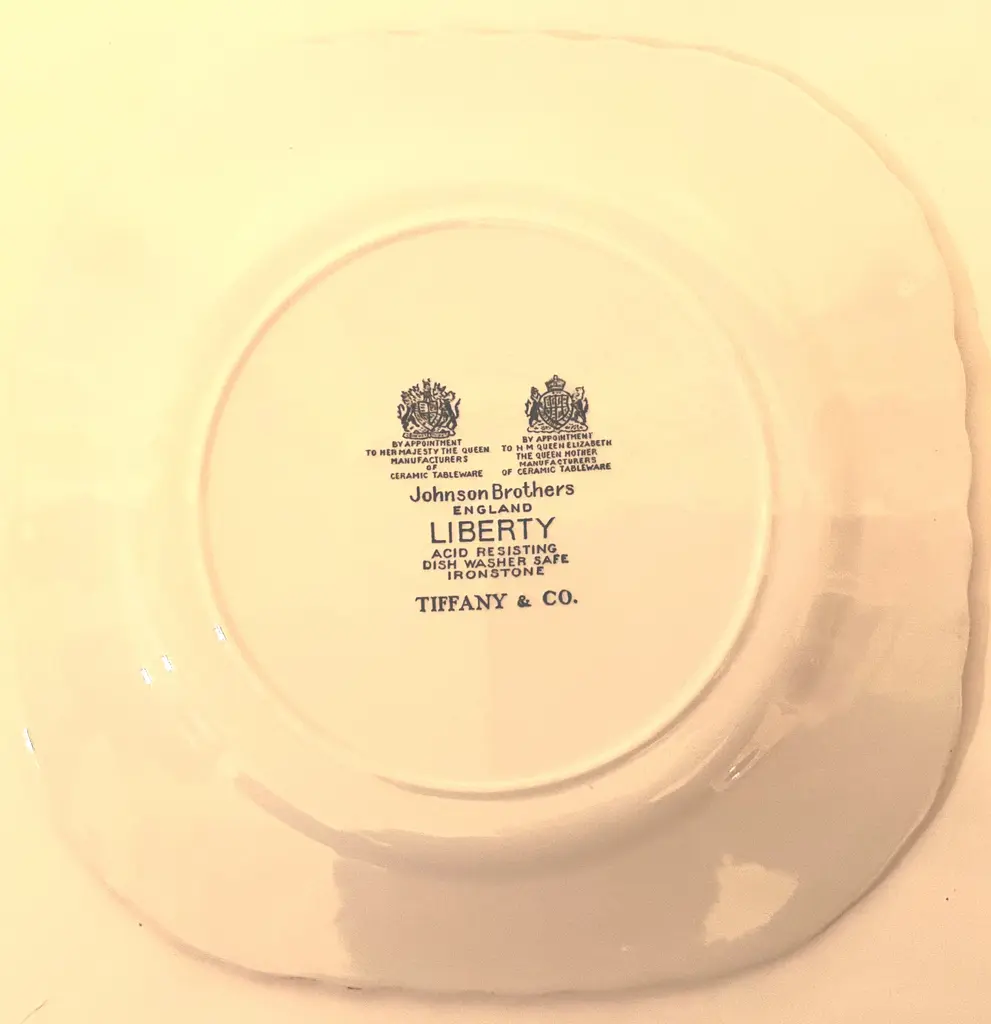 BY APPOINTMENT
TO HER MAJESTY THE QUEEN
MANUFACTURERS
OF
CERAMIC TABLEWARE
BY APPOINTMENT
TO H M QUEEN ELIZABETH
THE QUEEN MOTHER
MANUFACTURERS
OF CERAMIC TABLEWARE
Johnson Brothers
ENGLAND
LIBERTY
ACID RESISTING
DISH WASHER SAFE
IRONSTONE
TIFFANY & CO.